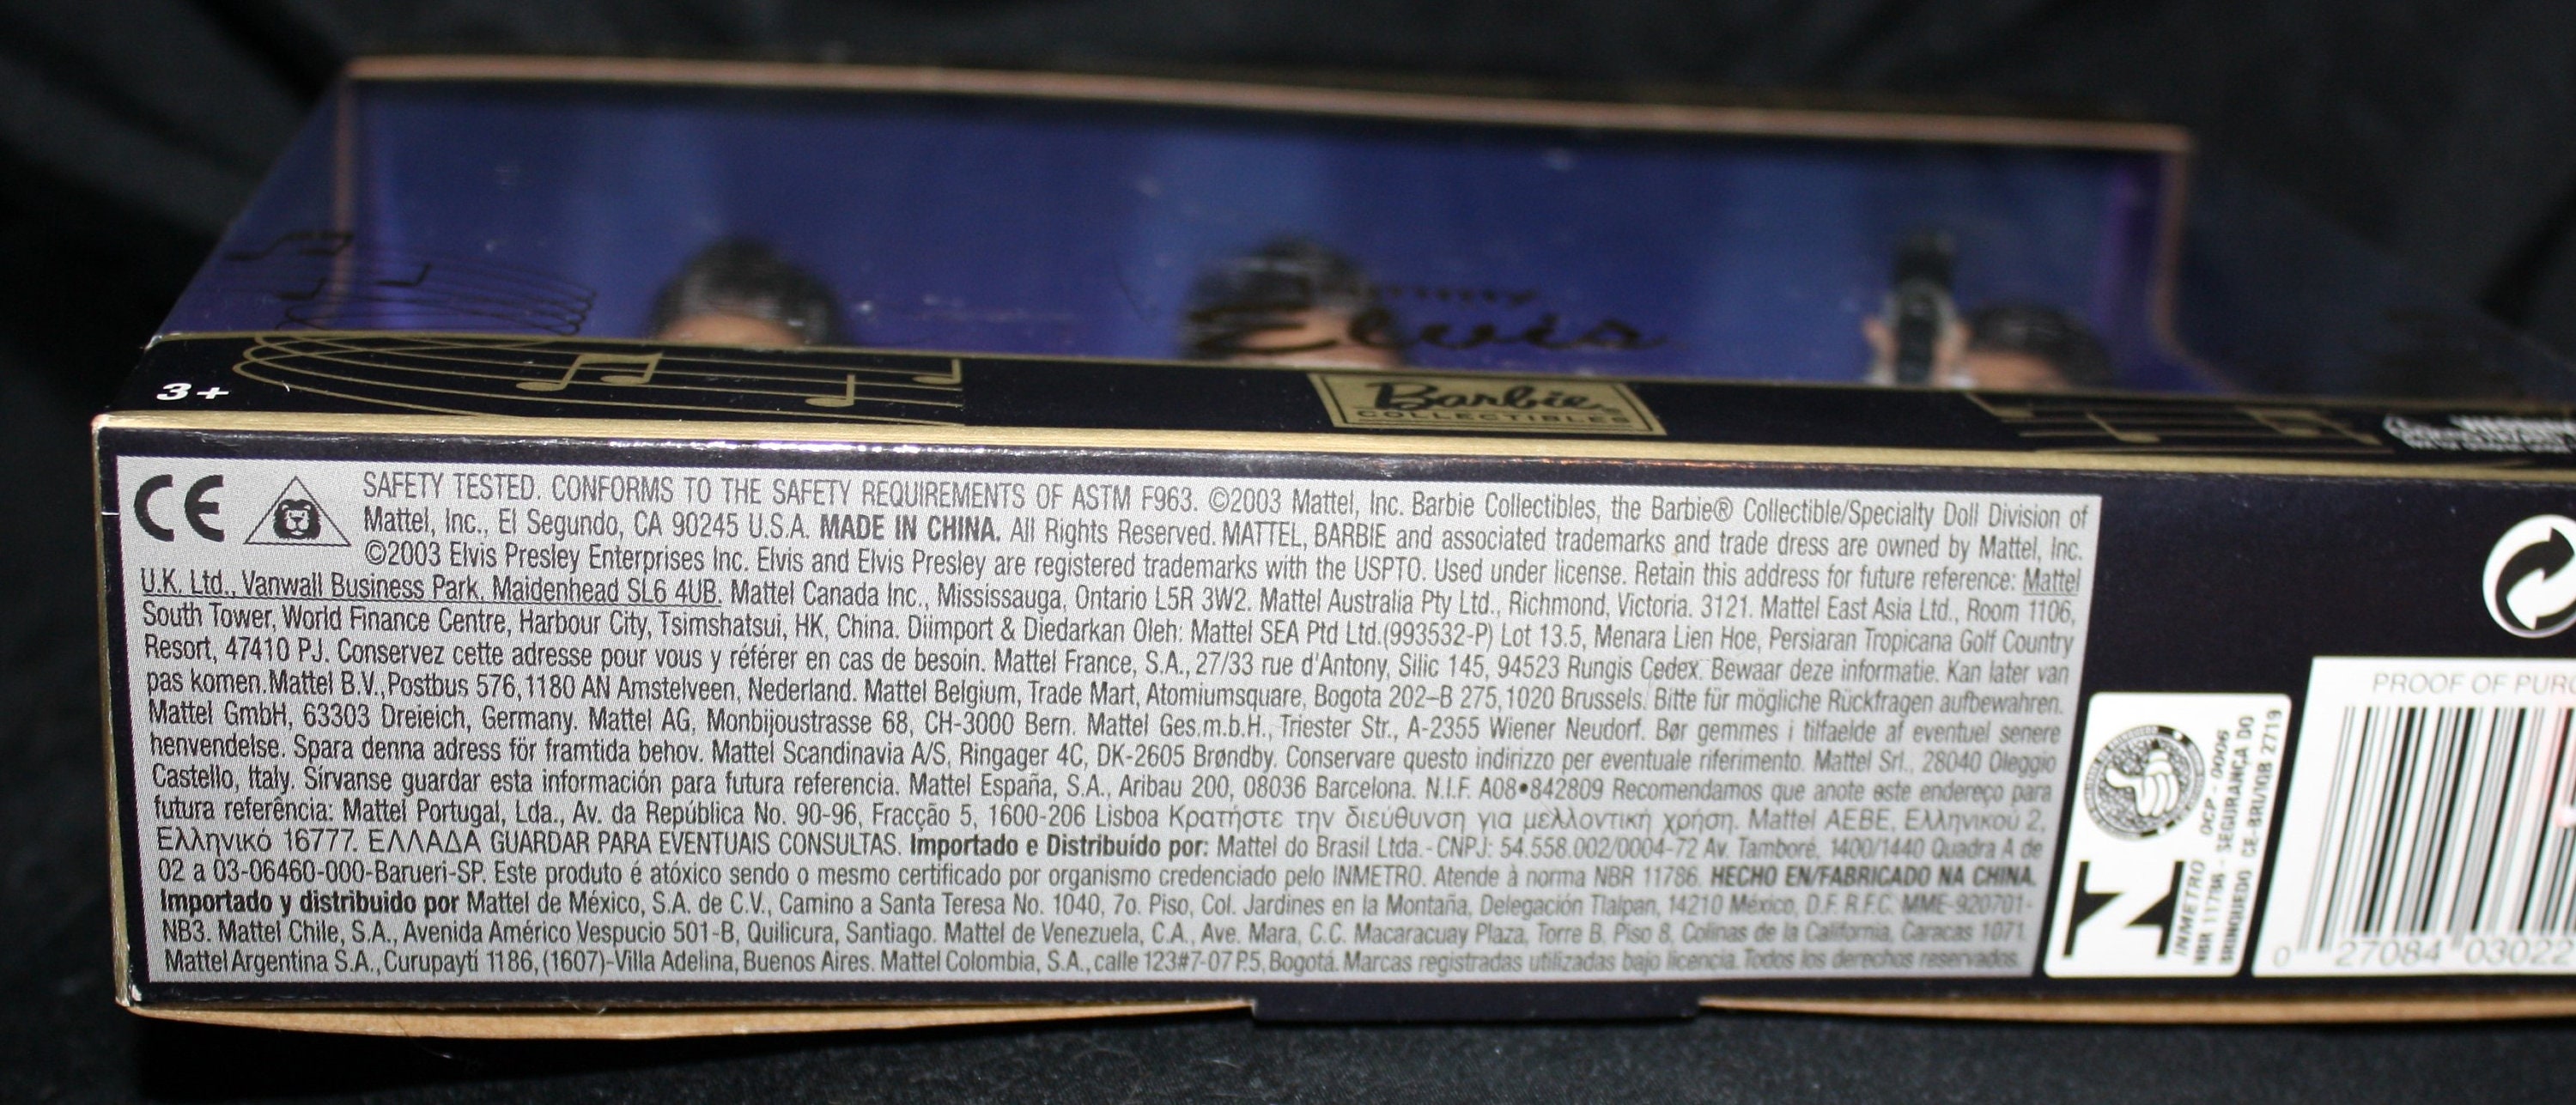 Elvis
3+
Barbie
COLLECTIBLES
CE
SAFETY TESTED. CONFORMS TO THE SAFETY REQUIREMENTS OF ASTM F963. ©2003 Mattel, Inc. Barbie Collectibles, the Barbie® Collectible/Specialty Doll Division of
Mattel, Inc., El Segundo, CA 90245 U.S.A. MADE IN CHINA. All Rights Reserved. MATTEL, BARBIE and associated trademarks and trade dress are owned by Mattel, Inc.
©2003 Elvis Presley Enterprises Inc. Elvis and Elvis Presley are registered trademarks with the USPTO. Used under license. Retain this address for future reference: Mattel
U.K. Ltd., Vanwall Business Park, Maidenhead SL6 4UB. Mattel Canada Inc., Mississauga, Ontario L5R 3W2. Mattel Australia Pty Ltd., Richmond, Victoria. 3121. Mattel East Asia Ltd., Room 1106,
South Tower, World Finance Centre, Harbour City, Tsimshatsui, HK, China. Diimport & Diedarkan Oleh: Mattel SEA Ptd Ltd.(993532-P) Lot 13.5, Menara Lien Hoe, Persiaran Tropicana Golf Country
Resort, 47410 PJ. Conservez cette adresse pour vous y référer en cas de besoin. Mattel France, S.A., 27/33 rue d'Antony, Silic 145, 94523 Rungis Cedex. Bewaar deze informatie. Kan later van
pas komen.Mattel B.V.,Postbus 576,1180 AN Amstelveen, Nederland. Mattel Belgium, Trade Mart, Atomiumsquare, Bogota 202-B 275,1020 Brussels. Bitte für mögliche Rückfragen aufbewahren.
Mattel GmbH, 63303 Dreieich, Germany. Mattel AG, Monbijoustrasse 68, CH-3000 Bern. Mattel Ges.m.b.H., Triester Str., A-2355 Wiener Neudorf. Bør gemmes i tilfaelde af eventuel senere
henvendelse. Spara denna adress för framtida behov. Mattel Scandinavia A/S, Ringager 4C, DK-2605 Brøndby. Conservare questo indirizzo per eventuale riferimento. Mattel Srl., 28040 Oleggio
Castello, Italy. Sírvanse guardar esta información para futura referencia. Mattel España, S.A., Aribau 200, 08036 Barcelona. N.I.F. A08•842809 Recomendamos que anote este endereço para
futura referência: Mattel Portugal, Lda., Av. da República No. 90-96, Fracção 5, 1600-206 Lisboa Κρατήστε την διεύθυνση για μελλοντική χρήση. Mattel AEBE, Ελληνικού 2,
Ελληνικό 16777. ΕΛΛΑΔΑ GUARDAR PARA EVENTUAIS CONSULTAS. Importado e Distribuído por: Mattel do Brasil Ltda.-CNPJ: 54.558.002/0004-72 Av. Tamboré, 1400/1440 Quadra A de
02 a 03-06460-000-Barueri-SP. Este produto é atóxico sendo o mesmo certificado por organismo credenciado pelo INMETRO. Atende à norma NBR 11786. HECHO EN/FABRICADO NA CHINA.
Importado y distribuido por Mattel de México, S.A. de C.V., Camino a Santa Teresa No. 1040, 7o. Piso, Col. Jardines en la Montaña, Delegación Tlalpan, 14210 México, D.F. R.F.C. MME-920701-
NB3. Mattel Chile, S.A., Avenida Américo Vespucio 501-B, Quilicura, Santiago. Mattel de Venezuela, C.A., Ave. Mara, C.C. Macaracuay Plaza, Torre B, Piso 8, Colinas de la California, Caracas 1071.
Mattel Argentina S.A., Curupaytí 1186, (1607)-Villa Adelina, Buenos Aires. Mattel Colombia, S.A., calle 123#7-07 P.5, Bogotá. Marcas registradas utilizadas bajo licencia. Todos los derechos reservados.
INMETRO OCP - 0006
NBR 11786 - SEGURANÇA DO
BRINQUEDO CE-BRI/IQB 2719
PROOF OF PURC
0 27084 03022